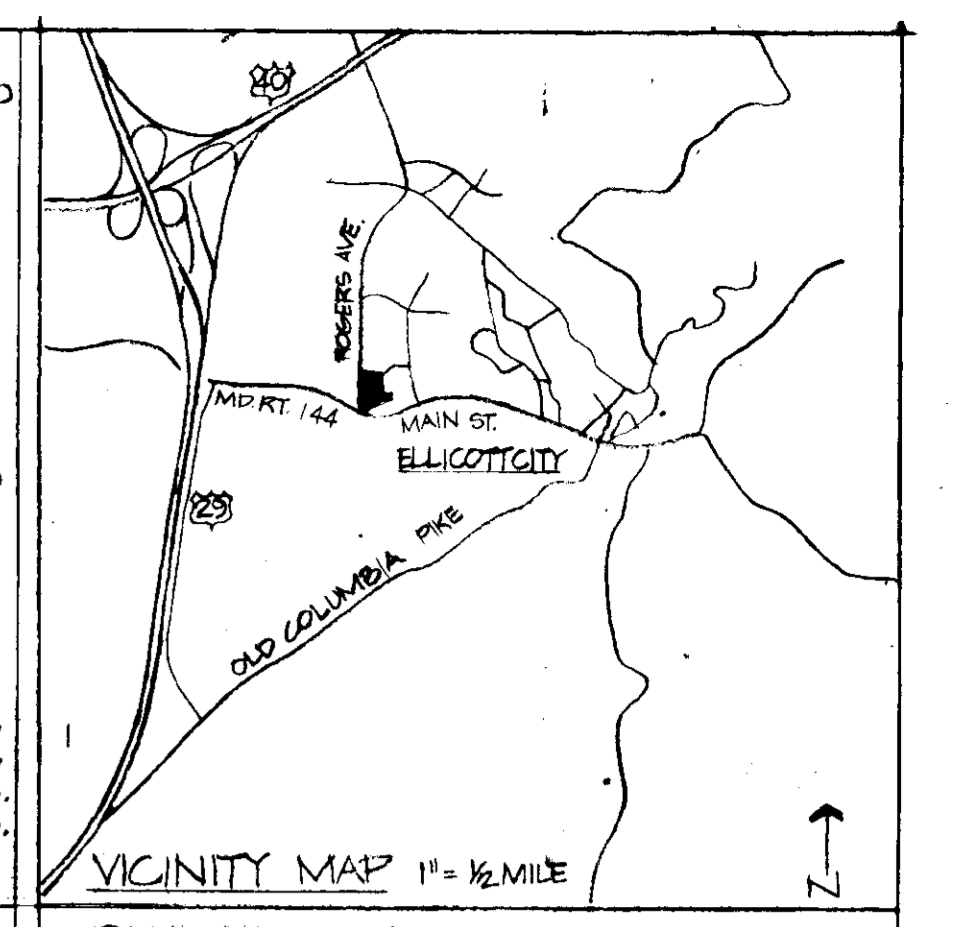 40
ROGERS AVE.
MD. RT. 144
MAIN ST.
ELLICOTT CITY
29
OLD COLUMBIA PIKE
VICINITY MAP 1" = 1/2 MILE
N